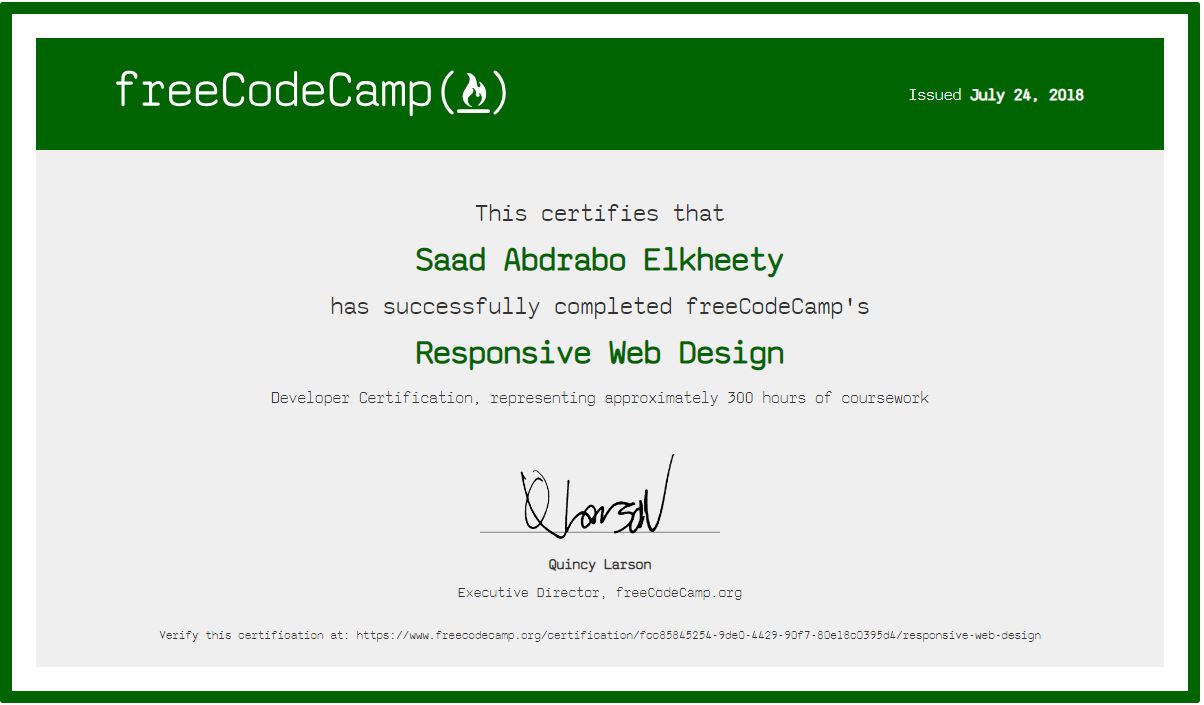 freeCodeCamp(🔥)
Issued July 24, 2018
This certifies that
Saad Abdrabo Elkheety
has successfully completed freeCodeCamp's
Responsive Web Design
Developer Certification, representing approximately 300 hours of coursework
Q Larson
Quincy Larson
Executive Director, freeCodeCamp.org
Verify this certification at: https://www.freecodecamp.org/certification/fcc85845254-9de0-4429-90f7-80e18c0395d4/responsive-web-design